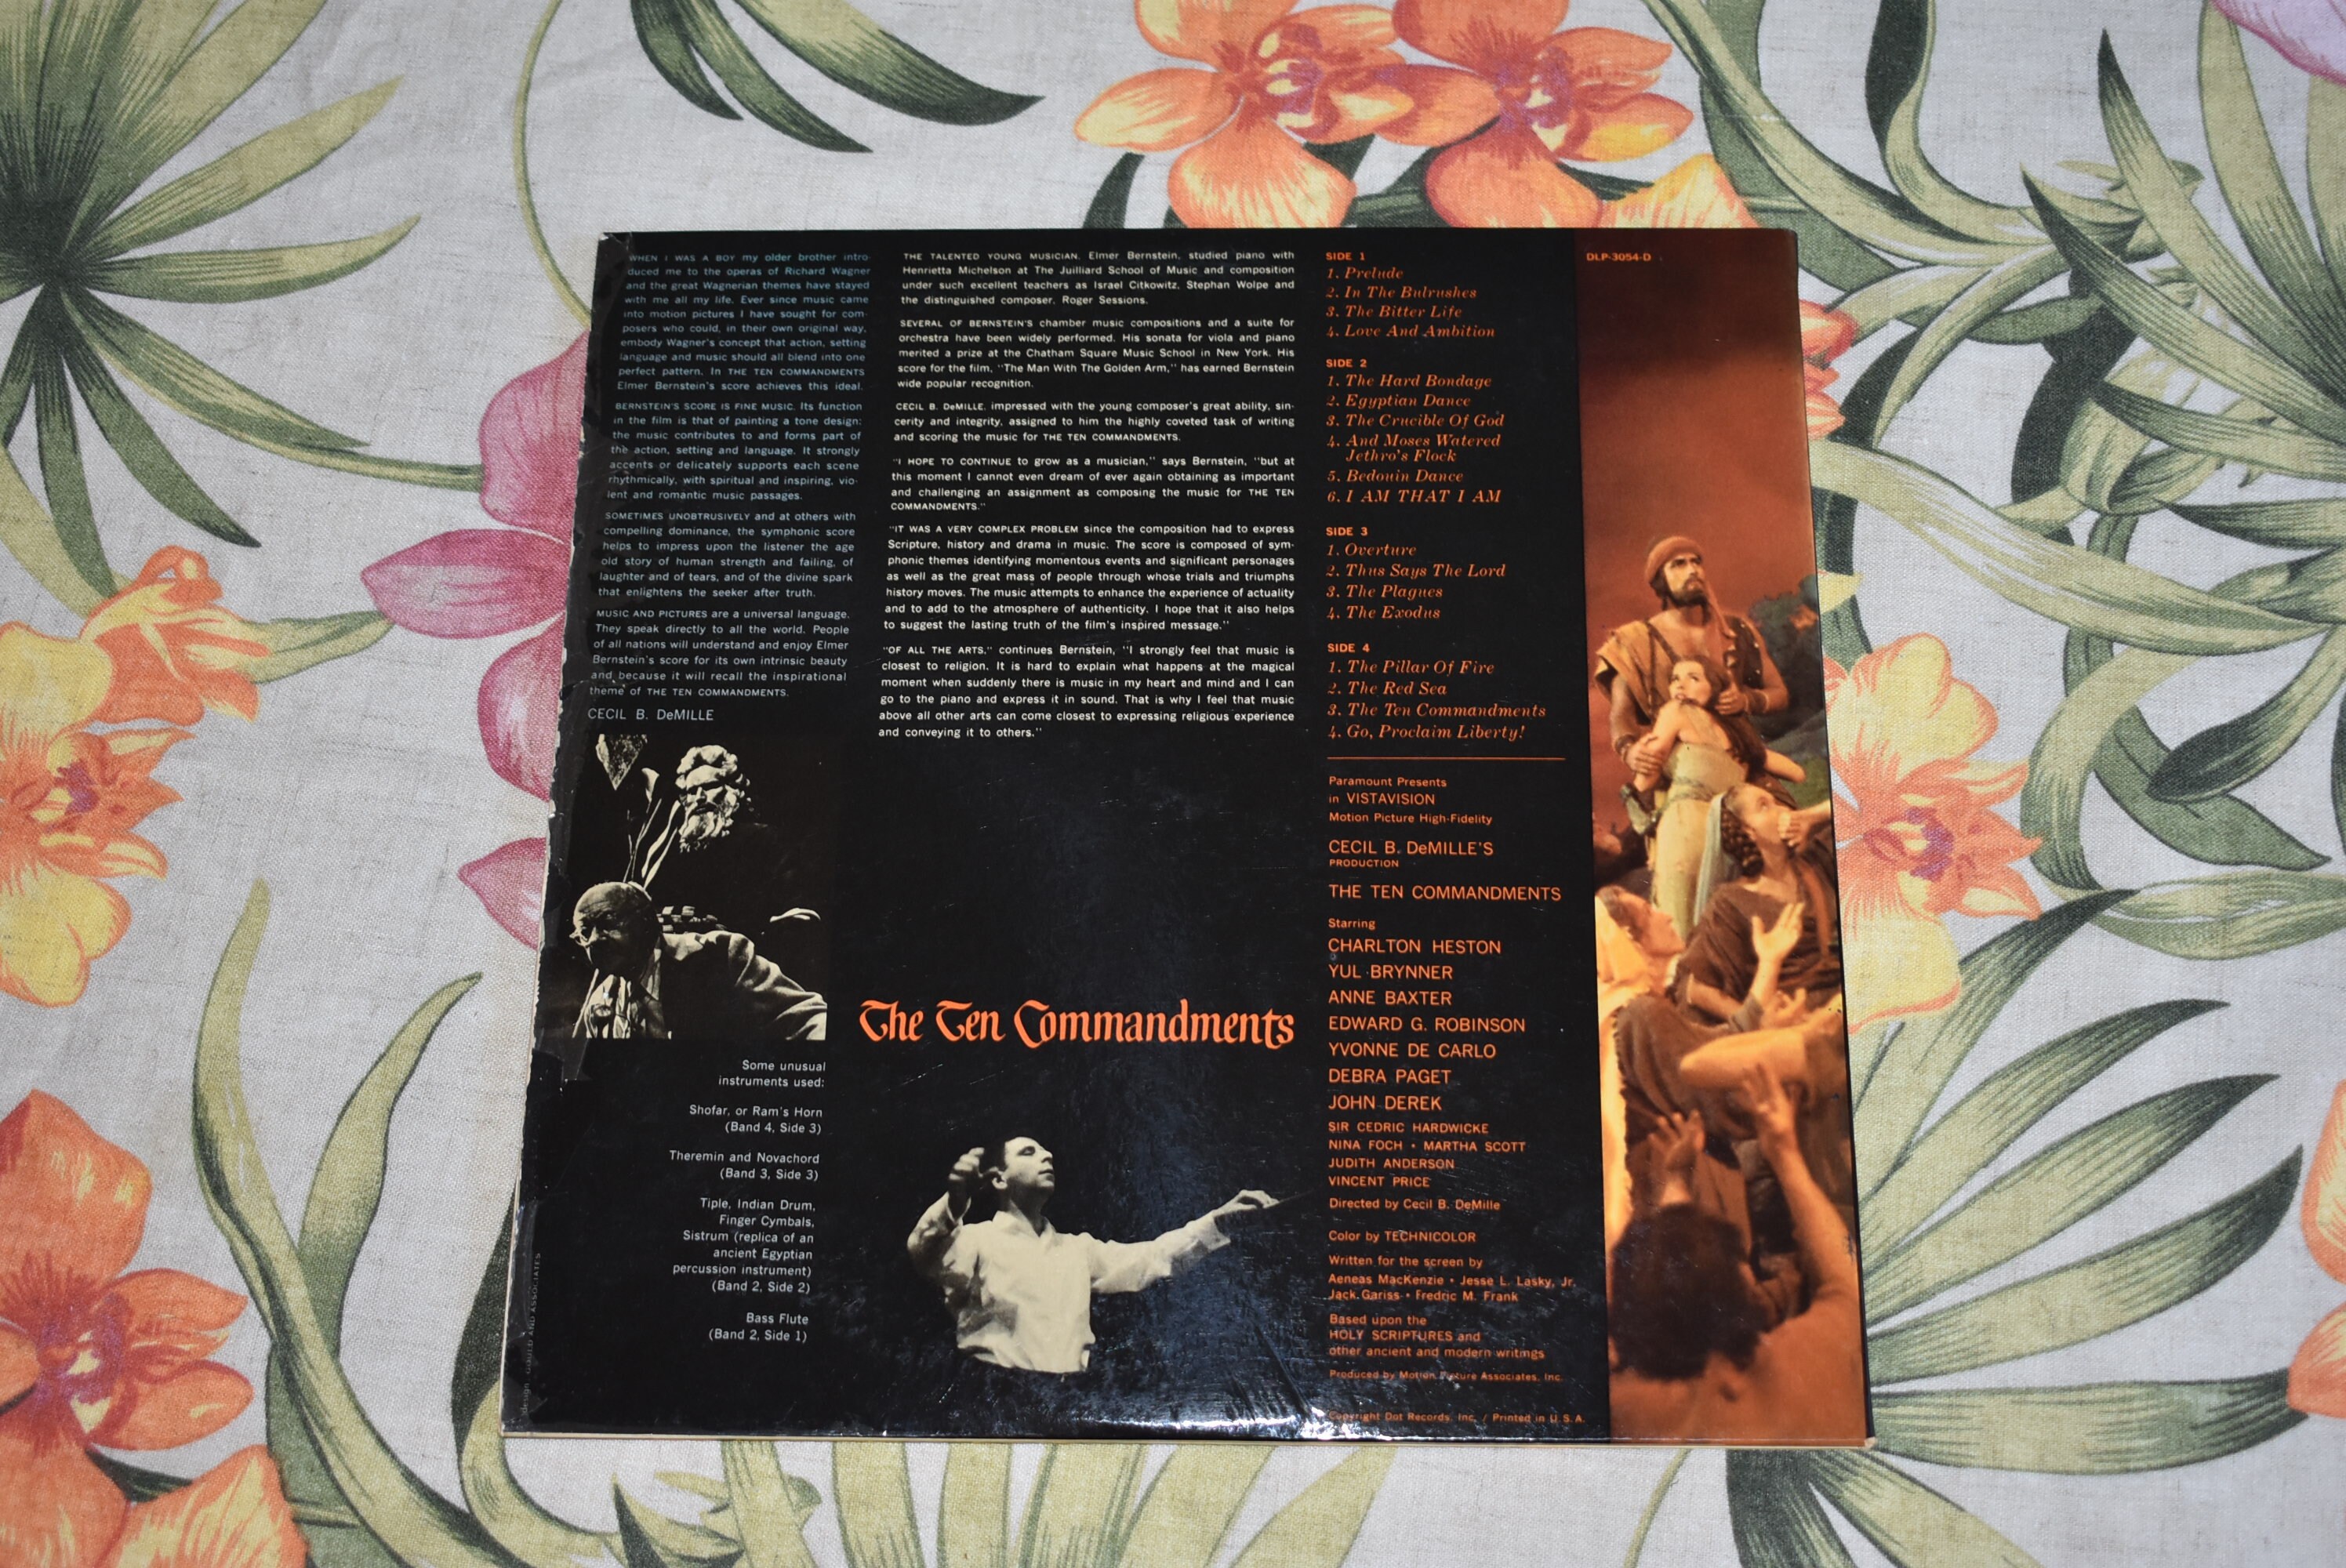 WHEN I WAS A BOY my older brother intro-
duced me to the operas of Richard Wagner
and the great Wagnerian themes have stayed
with me all my life. Ever since music came
into motion pictures I have sought for com-
posers who could, in their own original way,
embody Wagner's concept that action, setting
language and music should all blend into one
perfect pattern. In THE TEN COMMANDMENTS
Elmer Bernstein's score achieves this ideal.
BERNSTEIN'S SCORE IS FINE MUSIC. Its function
in the film is that of painting a tone design:
the music contributes to and forms part of
the action, setting and language. It strongly
accents or delicately supports each scene
rhythmically, with spiritual and inspiring, vio-
lent and romantic music passages.
SOMETIMES UNOBTRUSIVELY and at others with
compelling dominance, the symphonic score
helps to impress upon the listener the age
old story of human strength and failing, of
laughter and of tears, and of the divine spark
that enlightens the seeker after truth.
MUSIC AND PICTURES are a universal language.
They speak directly to all the world. People
of all nations will understand and enjoy Elmer
Bernstein's score for its own intrinsic beauty
and because it will recall the inspirational
theme of THE TEN COMMANDMENTS.
CECIL B. DeMILLE
Some unusual
instruments used:
Shofar, or Ram's Horn
(Band 4, Side 3)
Theremin and Novachord
(Band 3, Side 3)
Tiple, Indian Drum,
Finger Cymbals,
Sistrum (replica of an
ancient Egyptian
percussion instrument)
(Band 2, Side 2)
Bass Flute
(Band 2, Side 1)
THE TALENTED YOUNG MUSICIAN, Elmer Bernstein, studied piano with
Henrietta Michelson at The Juilliard School of Music and composition
under such excellent teachers as Israel Citkowitz, Stephan Wolpe and
the distinguished composer, Roger Sessions.
SEVERAL OF BERNSTEIN'S chamber music compositions and a suite for
orchestra have been widely performed. His sonata for viola and piano
merited a prize at the Chatham Square Music School in New York. His
score for the film, "The Man With The Golden Arm," has earned Bernstein
wide popular recognition.
CECIL B. DeMILLE, impressed with the young composer's great ability, sin-
cerity and integrity, assigned to him the highly coveted task of writing
and scoring the music for THE TEN COMMANDMENTS.
"I HOPE TO CONTINUE to grow as a musician," says Bernstein, "but at
this moment I cannot even dream of ever again obtaining as important
and challenging an assignment as composing the music for THE TEN
COMMANDMENTS."
"IT WAS A VERY COMPLEX PROBLEM since the composition had to express
Scripture, history and drama in music. The score is composed of sym-
phonic themes identifying momentous events and significant personages
as well as the great mass of people through whose trials and triumphs
history moves. The music attempts to enhance the experience of actuality
and to add to the atmosphere of authenticity. I hope that it also helps
to suggest the lasting truth of the film's inspired message."
"OF ALL THE ARTS," continues Bernstein, "I strongly feel that music is
closest to religion. It is hard to explain what happens at the magical
moment when suddenly there is music in my heart and mind and I can
go to the piano and express it in sound. That is why I feel that music
above all other arts can come closest to expressing religious experience
and conveying it to others."
The Ten Commandments
SIDE 1
1. Prelude
2. In The Bulrushes
3. The Bitter Life
4. Love And Ambition
SIDE 2
1. The Hard Bondage
2. Egyptian Dance
3. The Crucible Of God
4. And Moses Watered
Jethro's Flock
5. Bedouin Dance
6. I AM THAT I AM
SIDE 3
1. Overture
2. Thus Says The Lord
3. The Plagues
4. The Exodus
SIDE 4
1. The Pillar Of Fire
2. The Red Sea
3. The Ten Commandments
4. Go, Proclaim Liberty!
Paramount Presents
in VISTAVISION
Motion Picture High-Fidelity
CECIL B. DeMILLE'S
PRODUCTION
THE TEN COMMANDMENTS
Starring
CHARLTON HESTON
YUL BRYNNER
ANNE BAXTER
EDWARD G. ROBINSON
YVONNE DE CARLO
DEBRA PAGET
JOHN DEREK
SIR CEDRIC HARDWICKE
NINA FOCH • MARTHA SCOTT
JUDITH ANDERSON
VINCENT PRICE
Directed by Cecil B. DeMille
Color by TECHNICOLOR
Written for the screen by
Aeneas MacKenzie • Jesse L. Lasky, Jr.
Jack Gariss • Fredric M. Frank
Based upon the
HOLY SCRIPTURES and
other ancient and modern writings
Produced by Motion Picture Associates, Inc.
Copyright Dot Records, Inc. / Printed in U.S.A.
DLP-3054-D
AND ASSOCIATES